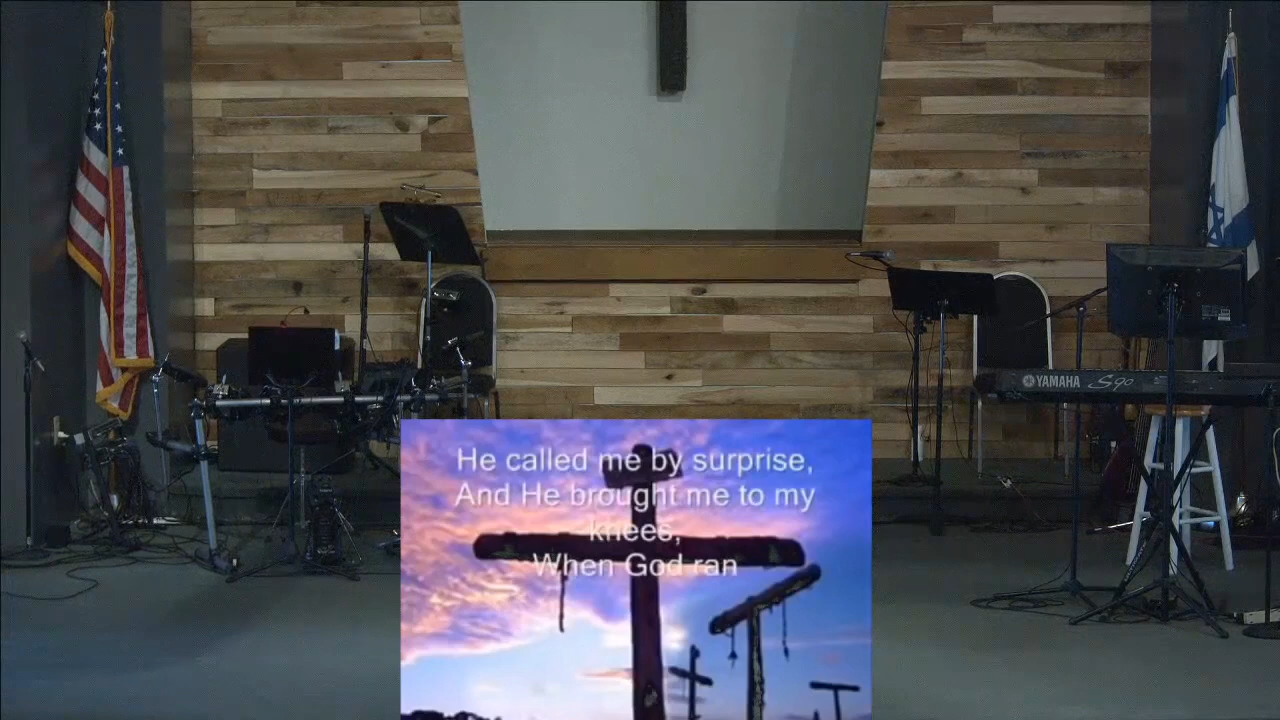 He called me by surprise,
And He brought me to my
knees,
When God ran
YAMAHA S90